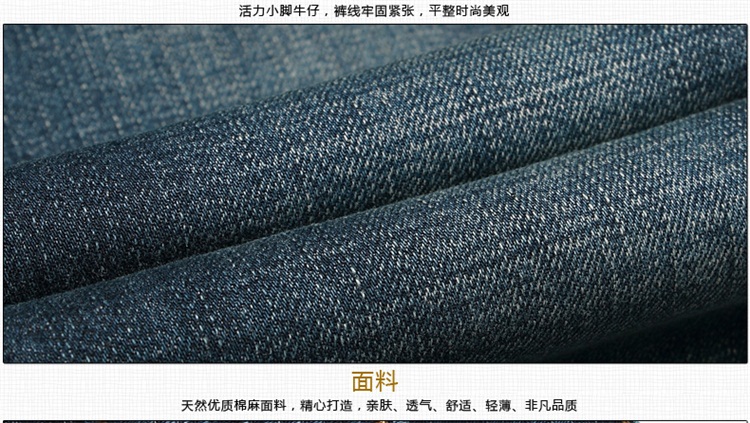 活力小脚牛仔，裤线牢固紧张，平整时尚美观
面料
天然优质棉麻面料，精心打造，亲肤、透气、舒适、轻薄、非凡品质